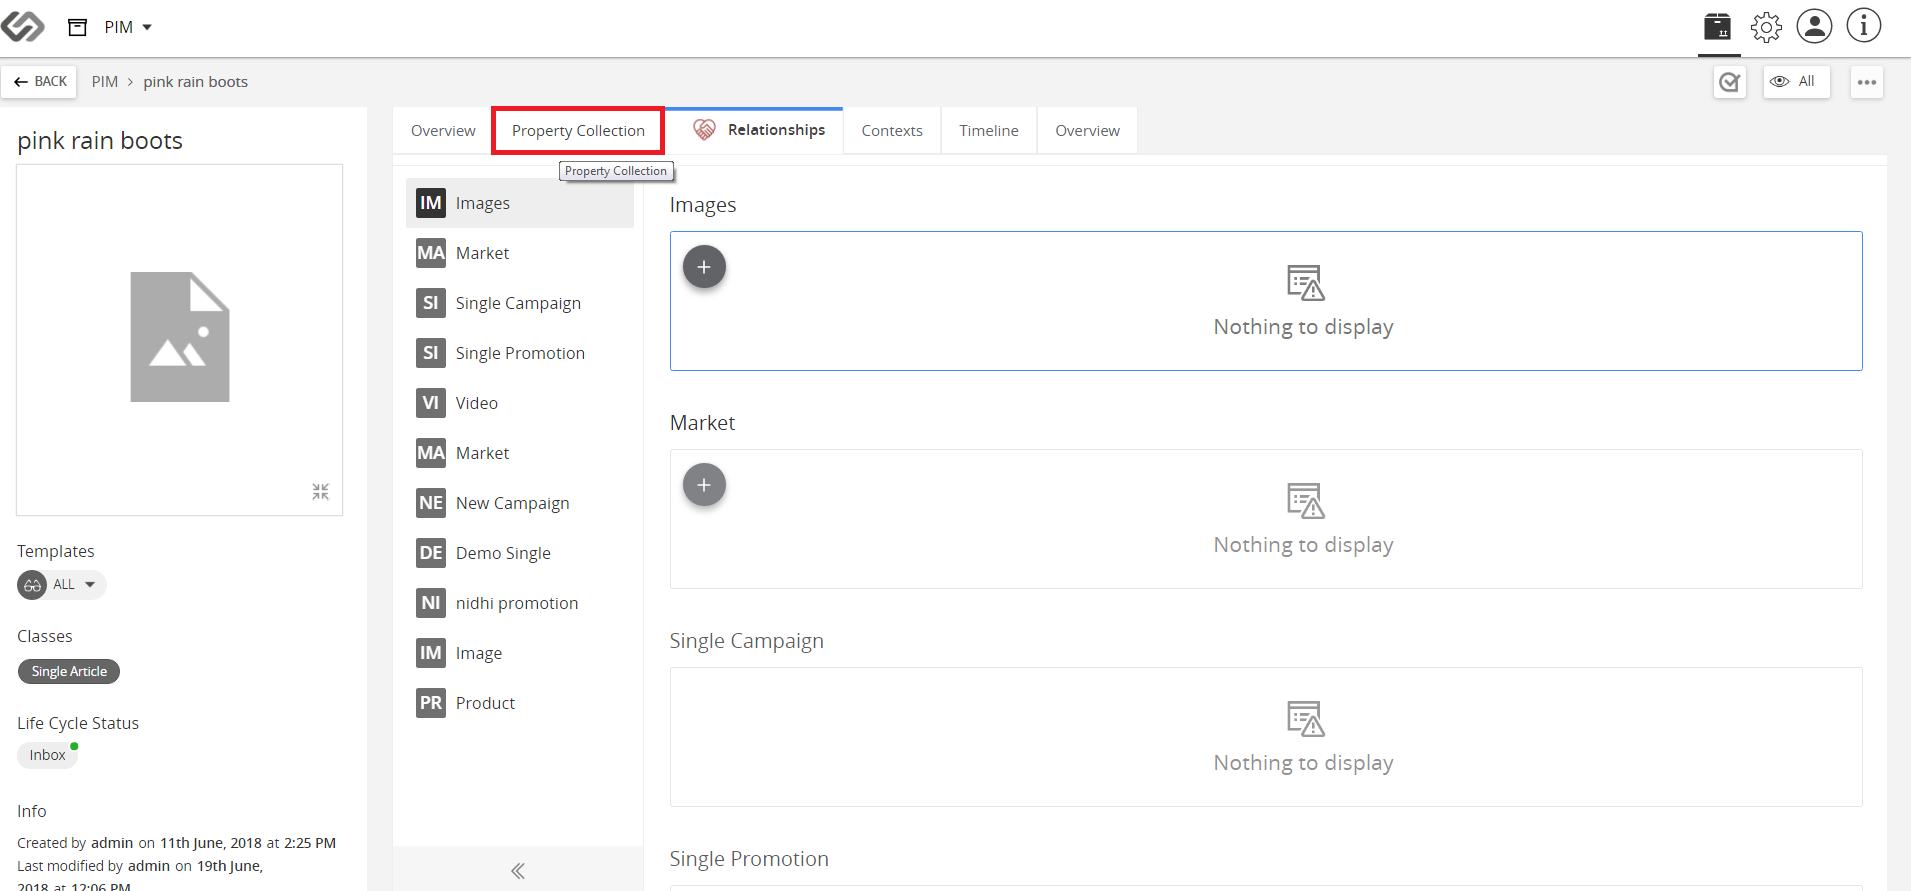 PIM
BACK
PIM > pink rain boots
All
pink rain boots
Overview
Property Collection
Relationships
Contexts
Timeline
Overview
Property Collection
IM Images
MA Market
SI Single Campaign
SI Single Promotion
VI Video
MA Market
NE New Campaign
DE Demo Single
NI nidhi promotion
IM Image
PR Product
Images
Nothing to display
Market
Nothing to display
Single Campaign
Nothing to display
Single Promotion
Templates
ALL
Classes
Single Article
Life Cycle Status
Inbox
Info
Created by admin on 11th June, 2018 at 2:25 PM
Last modified by admin on 19th June,
2018 at 12:06 PM